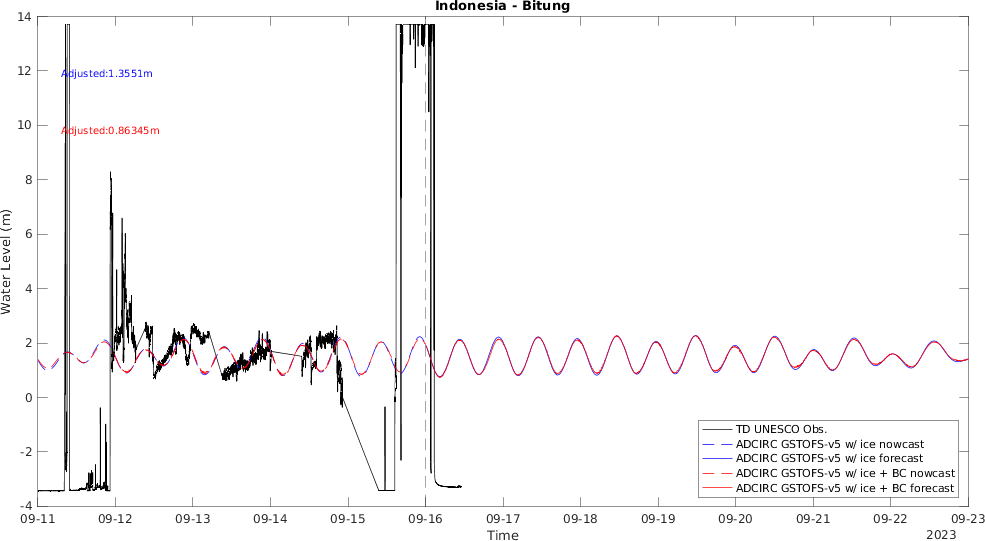 Indonesia - Bitung
14
12
10
8
6
4
2
0
-2
-4
Water Level (m)
Adjusted:1.3551m
Adjusted:0.86345m
TD UNESCO Obs.
ADCIRC GSTOFS-v5 w/ ice nowcast
ADCIRC GSTOFS-v5 w/ ice forecast
ADCIRC GSTOFS-v5 w/ ice + BC nowcast
ADCIRC GSTOFS-v5 w/ ice + BC forecast
09-11 09-12 09-13 09-14 09-15 09-16 09-17 09-18 09-19 09-20 09-21 09-22 09-23
Time
2023